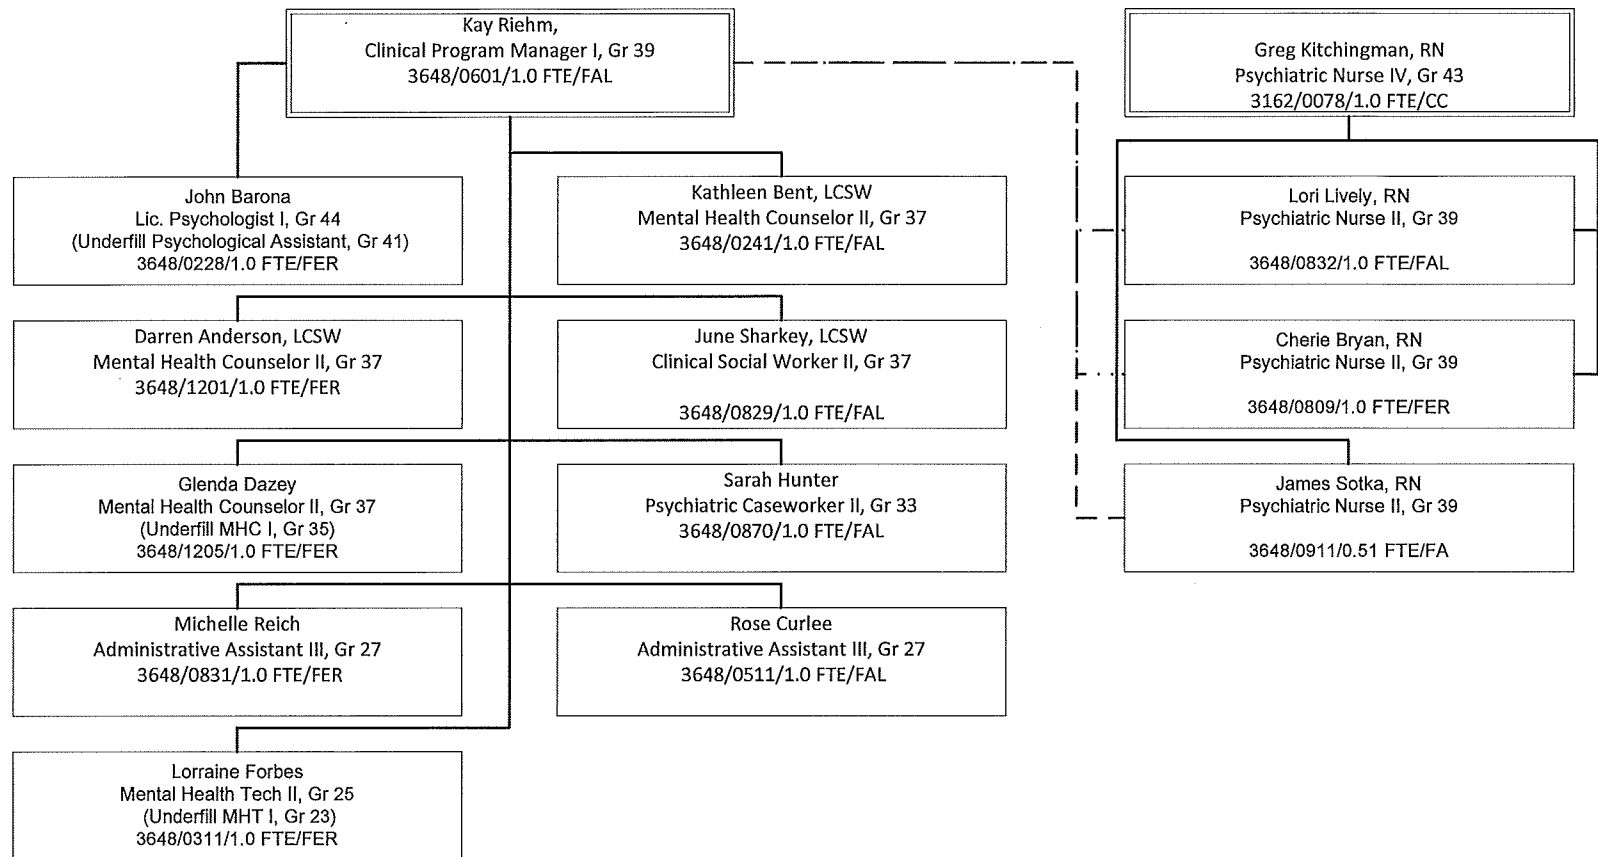 Kay Riehm,
Clinical Program Manager I, Gr 39
3648/0601/1.0 FTE/FAL
Greg Kitchingman, RN
Psychiatric Nurse IV, Gr 43
3162/0078/1.0 FTE/CC
John Barona
Lic. Psychologist I, Gr 44
(Underfill Psychological Assistant, Gr 41)
3648/0228/1.0 FTE/FER
Kathleen Bent, LCSW
Mental Health Counselor II, Gr 37
3648/0241/1.0 FTE/FAL
Lori Lively, RN
Psychiatric Nurse II, Gr 39
3648/0832/1.0 FTE/FAL
Darren Anderson, LCSW
Mental Health Counselor II, Gr 37
3648/1201/1.0 FTE/FER
June Sharkey, LCSW
Clinical Social Worker II, Gr 37
3648/0829/1.0 FTE/FAL
Cherie Bryan, RN
Psychiatric Nurse II, Gr 39
3648/0809/1.0 FTE/FER
Glenda Dazey
Mental Health Counselor II, Gr 37
(Underfill MHC I, Gr 35)
3648/1205/1.0 FTE/FER
Sarah Hunter
Psychiatric Caseworker II, Gr 33
3648/0870/1.0 FTE/FAL
James Sotka, RN
Psychiatric Nurse II, Gr 39
3648/0911/0.51 FTE/FA
Michelle Reich
Administrative Assistant III, Gr 27
3648/0831/1.0 FTE/FER
Rose Curlee
Administrative Assistant III, Gr 27
3648/0511/1.0 FTE/FAL
Lorraine Forbes
Mental Health Tech II, Gr 25
(Underfill MHT I, Gr 23)
3648/0311/1.0 FTE/FER